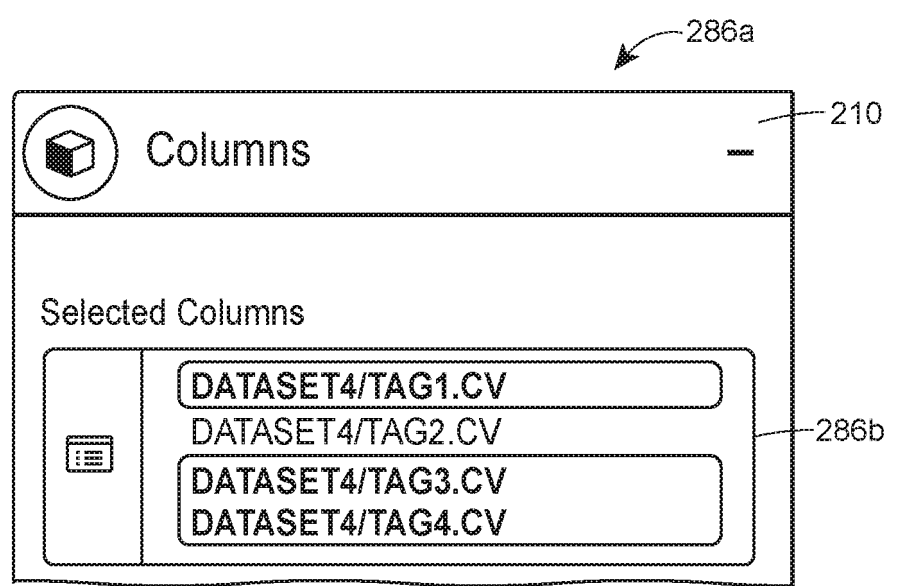 286a
210
Columns
Selected Columns
DATASET4/TAG1.CV
DATASET4/TAG2.CV
286b
DATASET4/TAG3.CV
DATASET4/TAG4.CV